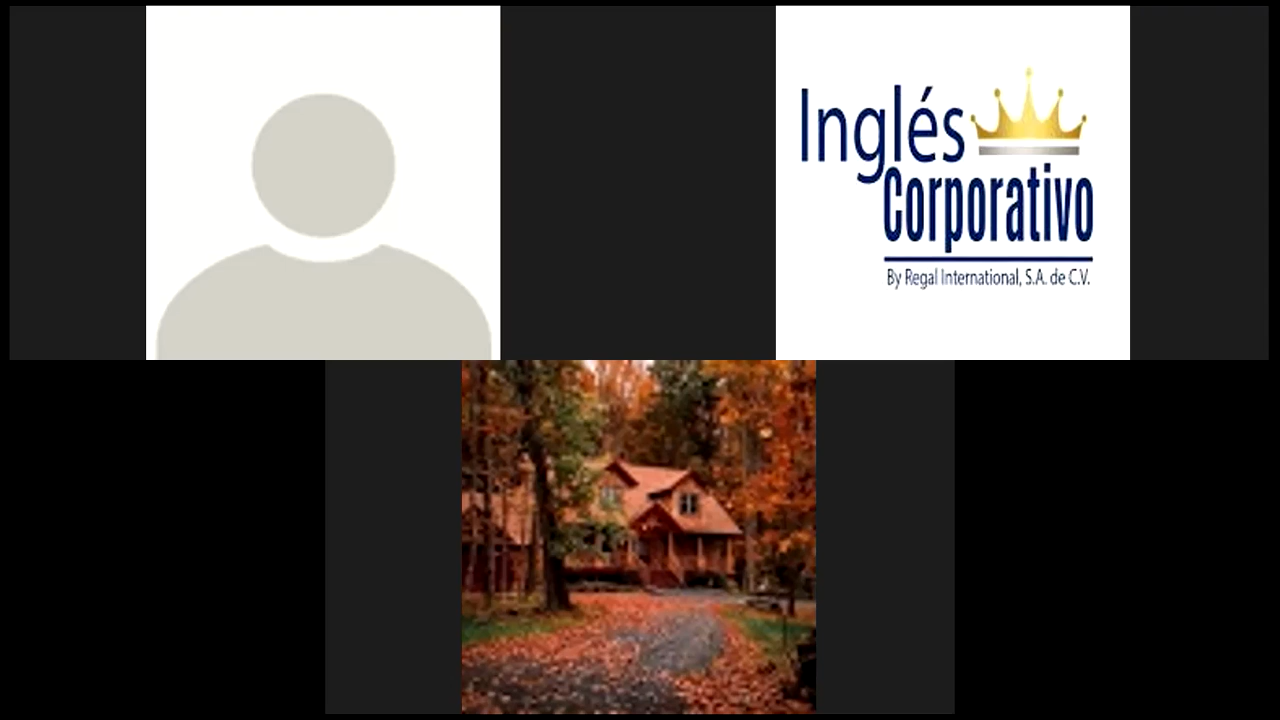 Inglés
Corporativo
By Regal International, S.A. de C.V.